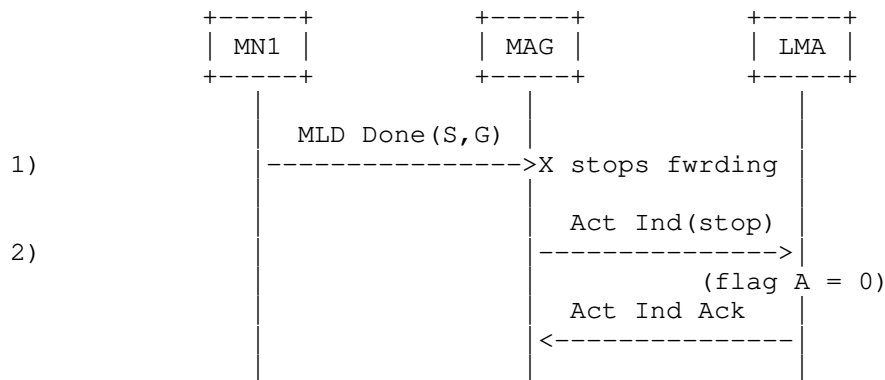 MN1 MAG LMA
MLD Done(S,G)
1) X stops fwrding
Act Ind(stop)
2)
(flag A = 0)
Act Ind Ack